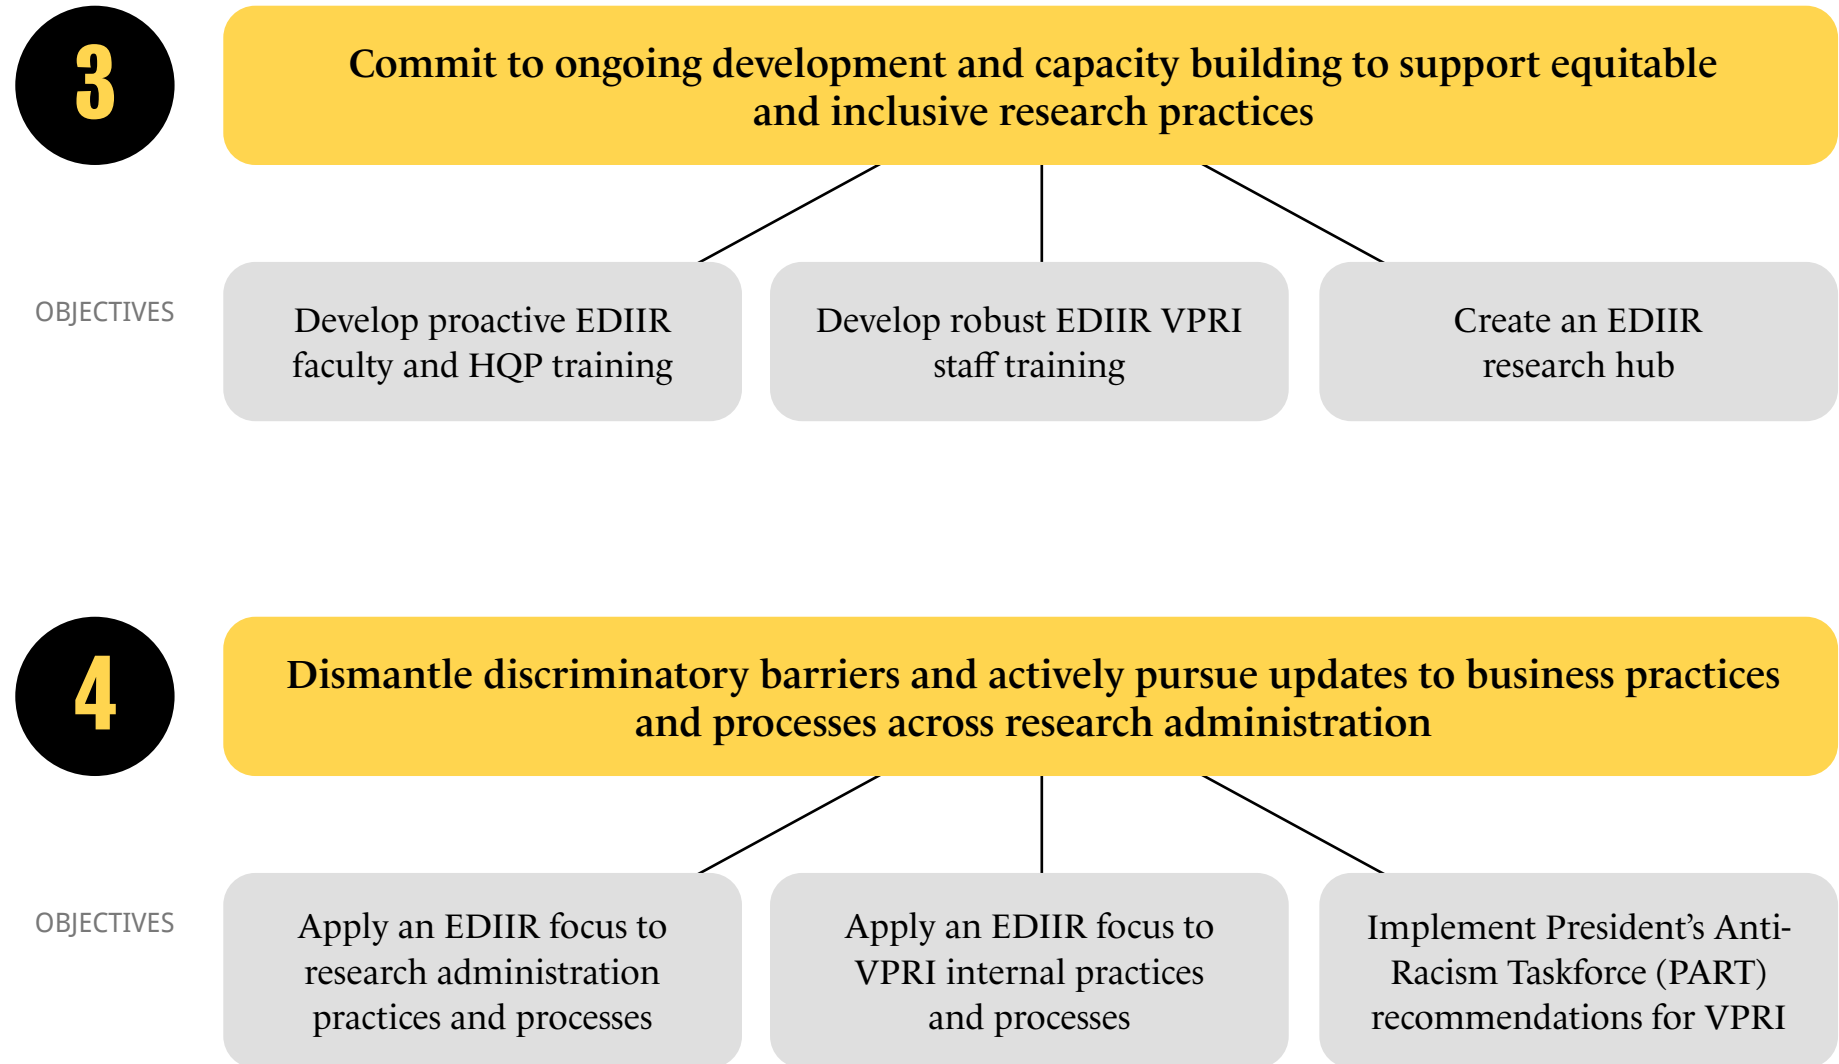 3
Commit to ongoing development and capacity building to support equitable
and inclusive research practices
OBJECTIVES
Develop proactive EDIIR
faculty and HQP training
Develop robust EDIIR VPRI
staff training
Create an EDIIR
research hub
4
Dismantle discriminatory barriers and actively pursue updates to business practices
and processes across research administration
OBJECTIVES
Apply an EDIIR focus to
research administration
practices and processes
Apply an EDIIR focus to
VPRI internal practices
and processes
Implement President’s Anti-
Racism Taskforce (PART)
recommendations for VPRI